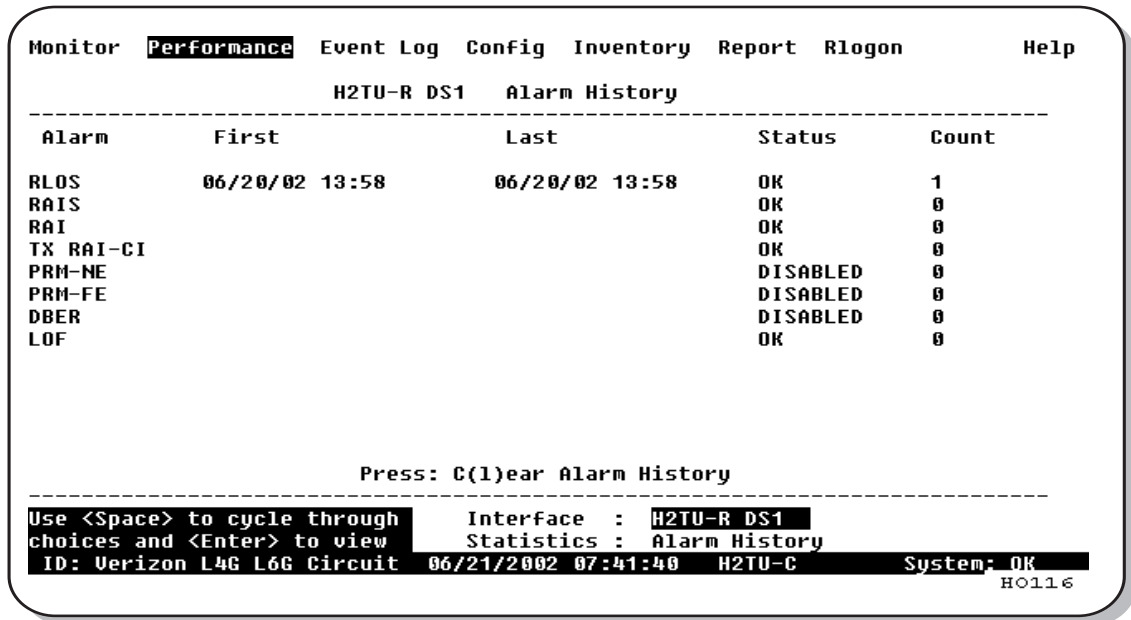 Monitor Performance Event Log Config Inventory Report Rlogon Help
H2TU-R DS1 Alarm History
Alarm First Last Status Count
RLOS 06/20/02 13:58 06/20/02 13:58 OK 1
RAIS OK 0
RAI OK 0
TX RAI-CI OK 0
PRM-NE DISABLED 0
PRM-FE DISABLED 0
DBER DISABLED 0
LOF OK 0
Press: C(l)ear Alarm History
Use <Space> to cycle through Interface : H2TU-R DS1
choices and <Enter> to view Statistics : Alarm History
ID: Verizon L4G L6G Circuit 06/21/2002 07:41:40 H2TU-C System: OK
HO116